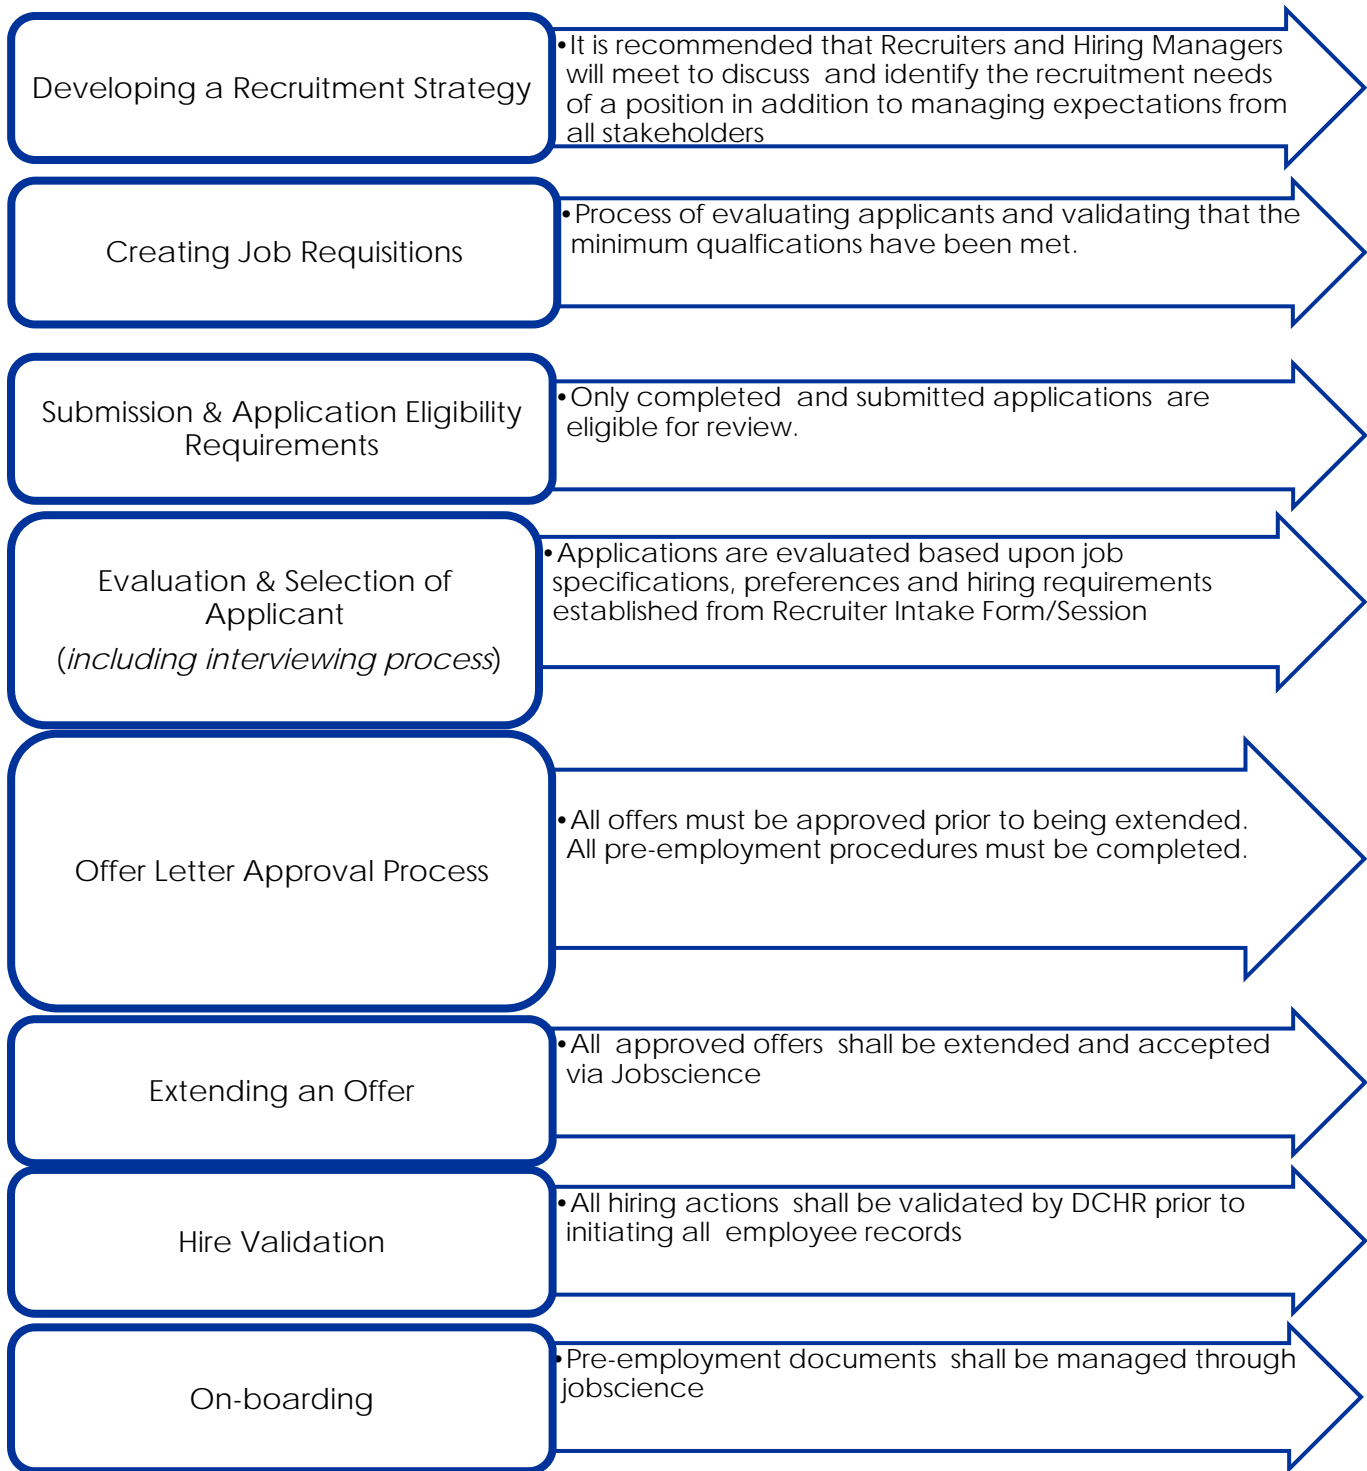 Developing a Recruitment Strategy
•It is recommended that Recruiters and Hiring Managers
will meet to discuss and identify the recruitment needs
of a position in addition to managing expectations from
all stakeholders
Creating Job Requisitions
•Process of evaluating applicants and validating that the
minimum qualfications have been met.
Submission & Application Eligibility
Requirements
•Only completed and submitted applications are
eligible for review.
Evaluation & Selection of
Applicant
(including interviewing process)
•Applications are evaluated based upon job
specifications, preferences and hiring requirements
established from Recruiter Intake Form/Session
Offer Letter Approval Process
•All offers must be approved prior to being extended.
All pre-employment procedures must be completed.
Extending an Offer
•All approved offers shall be extended and accepted
via Jobscience
Hire Validation
•All hiring actions shall be validated by DCHR prior to
initiating all employee records
On-boarding
•Pre-employment documents shall be managed through
jobscience